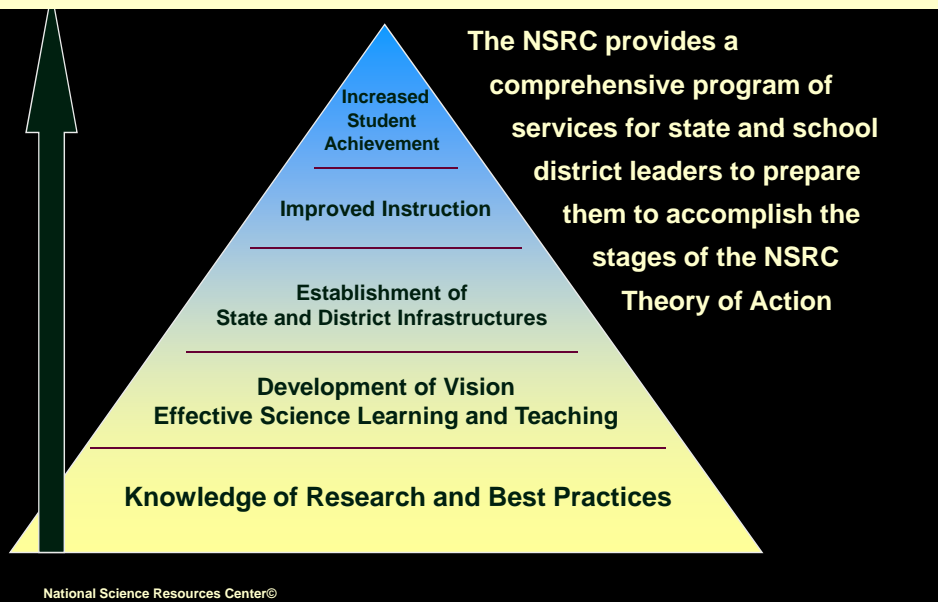 The NSRC provides a
comprehensive program of
services for state and school
district leaders to prepare
them to accomplish the
stages of the NSRC
Theory of Action
Increased
Student
Achievement
Improved Instruction
Establishment of
State and District Infrastructures
Development of Vision
Effective Science Learning and Teaching
Knowledge of Research and Best Practices
National Science Resources Center©